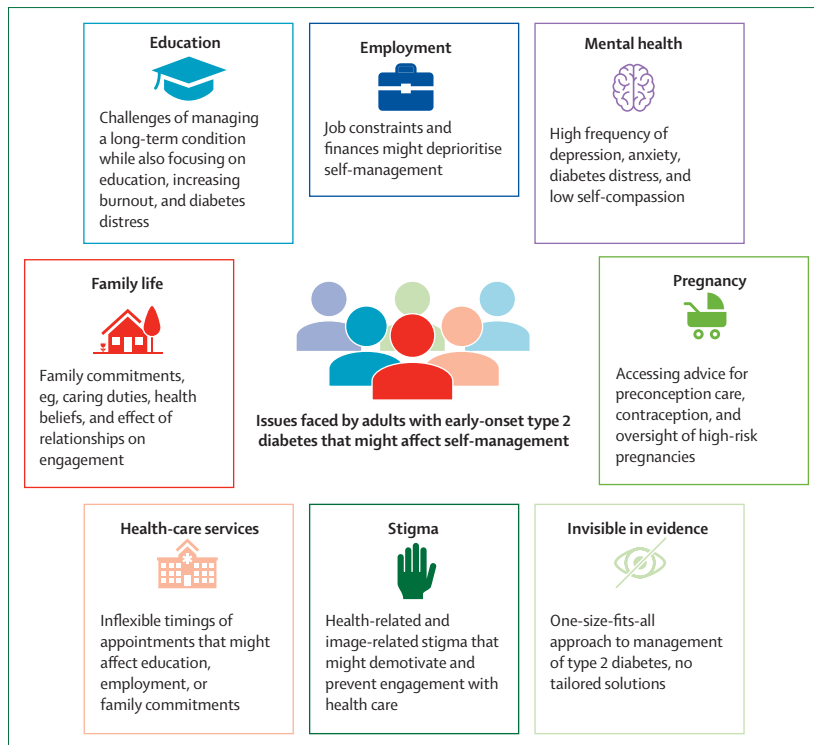 Education
Challenges of managing
a long-term condition
while also focusing on
education, increasing
burnout, and diabetes
distress
Employment
Job constraints and
finances might deprioritise
self-management
Mental health
High frequency of
depression, anxiety,
diabetes distress, and
low self-compassion
Family life
Family commitments,
eg, caring duties, health
beliefs, and effect of
relationships on
engagement
Issues faced by adults with early-onset type 2
diabetes that might affect self-management
Pregnancy
Accessing advice for
preconception care,
contraception, and
oversight of high-risk
pregnancies
Health-care services
Inflexible timings of
appointments that might
affect education,
employment, or
family commitments
Stigma
Health-related and
image-related stigma that
might demotivate and
prevent engagement with
health care
Invisible in evidence
One-size-fits-all
approach to management
of type 2 diabetes, no
tailored solutions